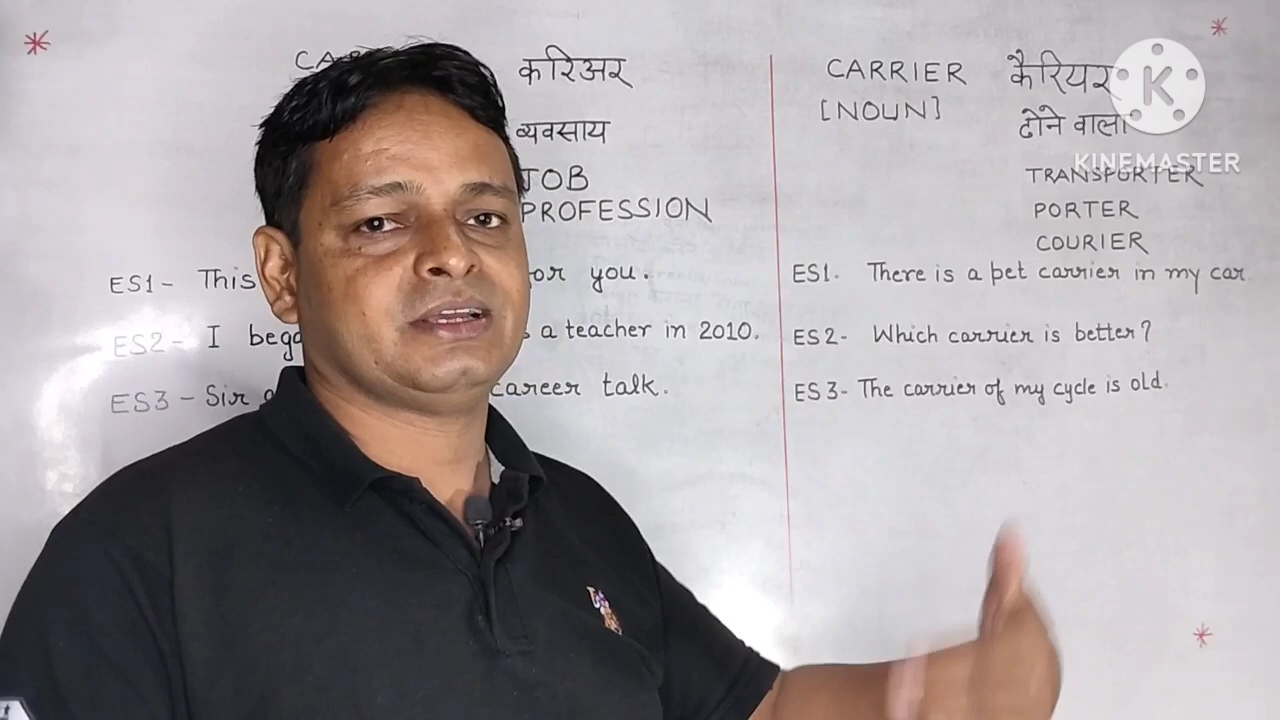 करिअर
व्यवसाय
JOB
PROFESSION
ES1- This or you.
ES2- I a teacher in 2010.
ES3- Sir career talk.
CARRIER कैरियर
[NOUN] ढोने वाला
TRANSPORTER
PORTER
COURIER
ES1. There is a pet carrier in my car
ES2- Which carrier is better?
ES3- The carrier of my cycle is old.
K
KINEMASTER